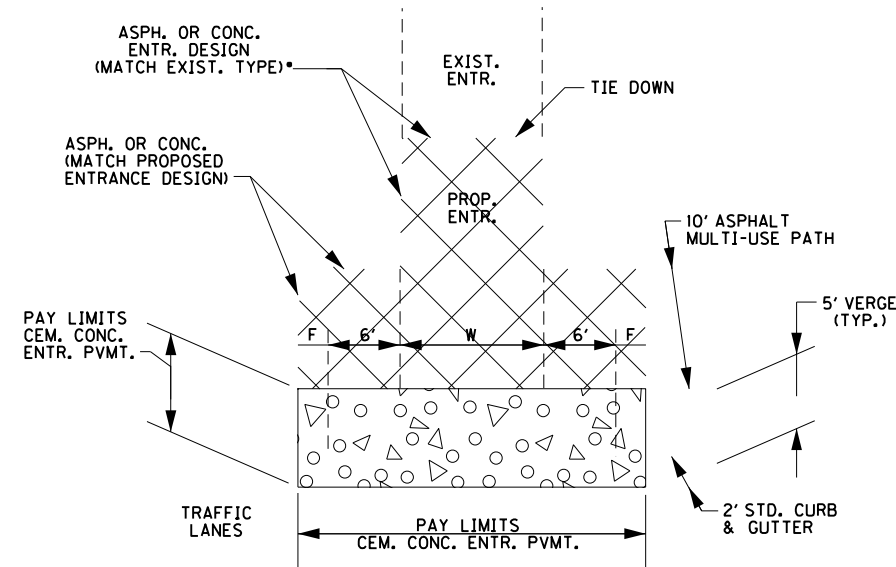 ASPH. OR CONC.
ENTR. DESIGN
(MATCH EXIST. TYPE)*
EXIST.
ENTR.
TIE DOWN
ASPH. OR CONC.
(MATCH PROPOSED
ENTRANCE DESIGN)
PROP.
ENTR.
10' ASPHALT
MULTI-USE PATH
5' VERGE
(TYP.)
PAY LIMITS
CEM. CONC.
ENTR. PVMT.
F 6' W 6' F
TRAFFIC
LANES
PAY LIMITS
CEM. CONC. ENTR. PVMT.
2' STD. CURB
& GUTTER